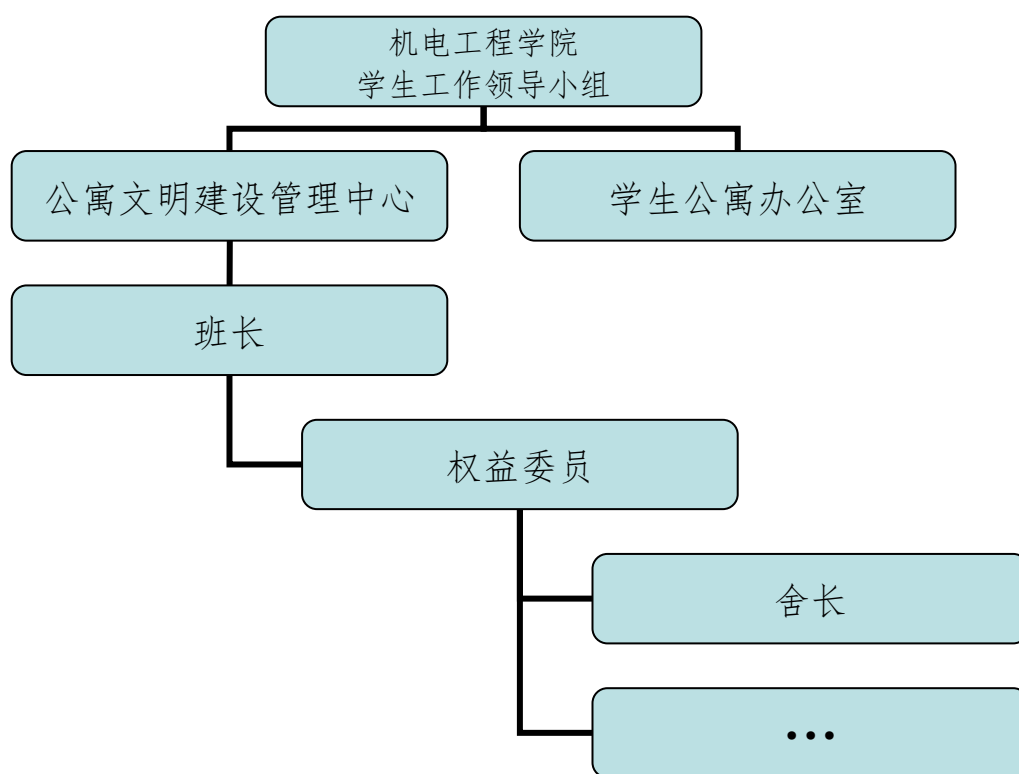 机电工程学院
学生工作领导小组
公寓文明建设管理中心
学生公寓办公室
班长
权益委员
舍长
•••